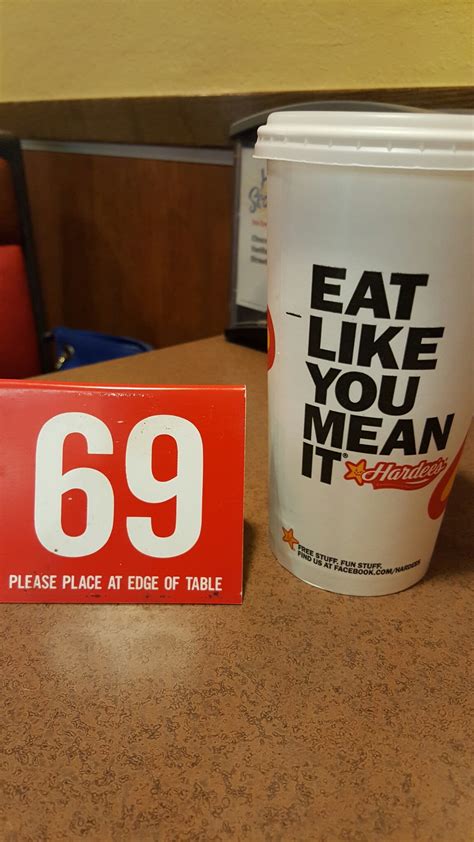 69
PLEASE PLACE AT EDGE OF TABLE
EAT
LIKE
YOU
MEAN
IT®
Hardee's
FREE STUFF. FUN STUFF.
FIND US AT FACEBOOK.COM/HARDEES